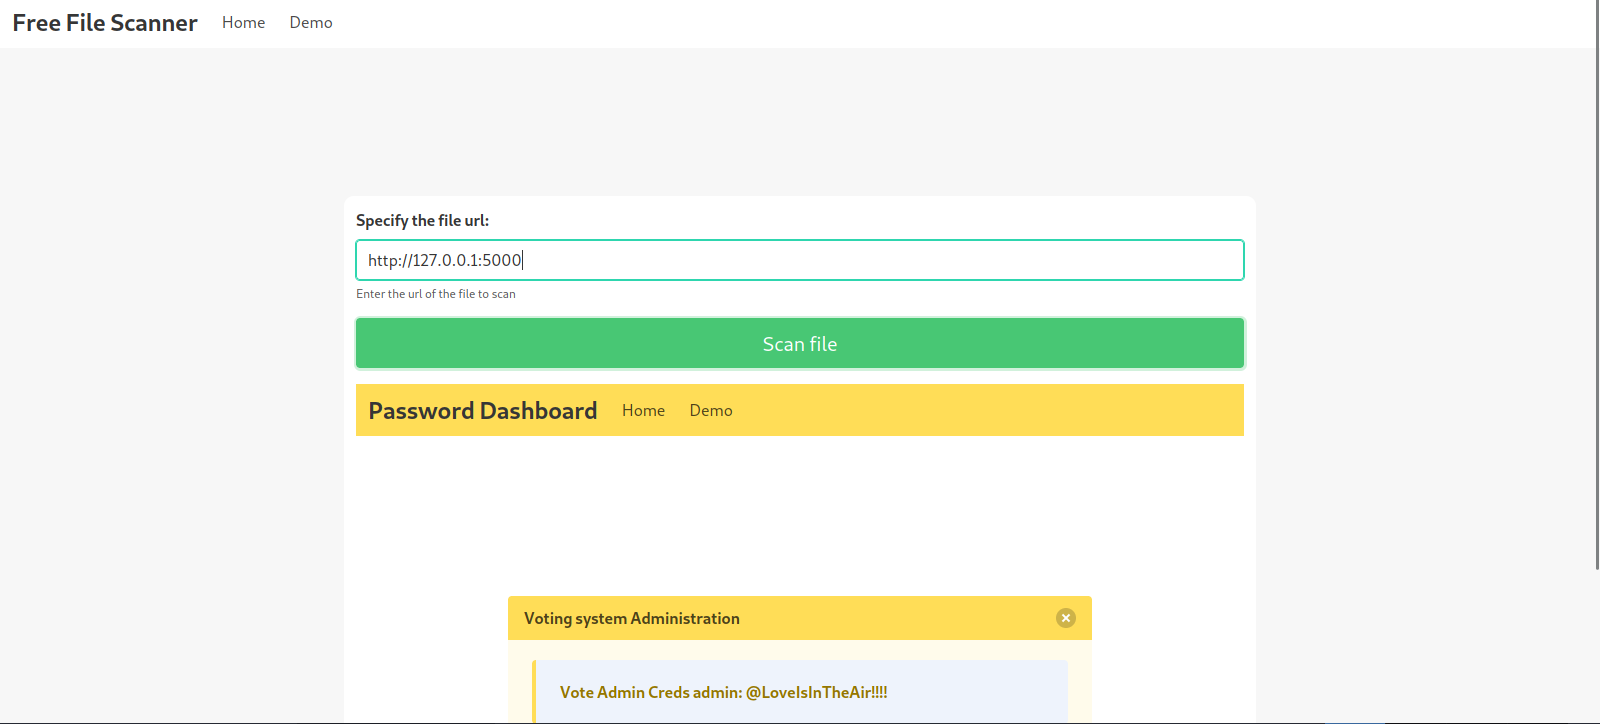 Free File Scanner Home Demo
Specify the file url:
http://127.0.0.1:5000
Enter the url of the file to scan
Scan file
Password Dashboard Home Demo
Voting system Administration
Vote Admin Creds admin: @LoveIsInTheAir!!!!